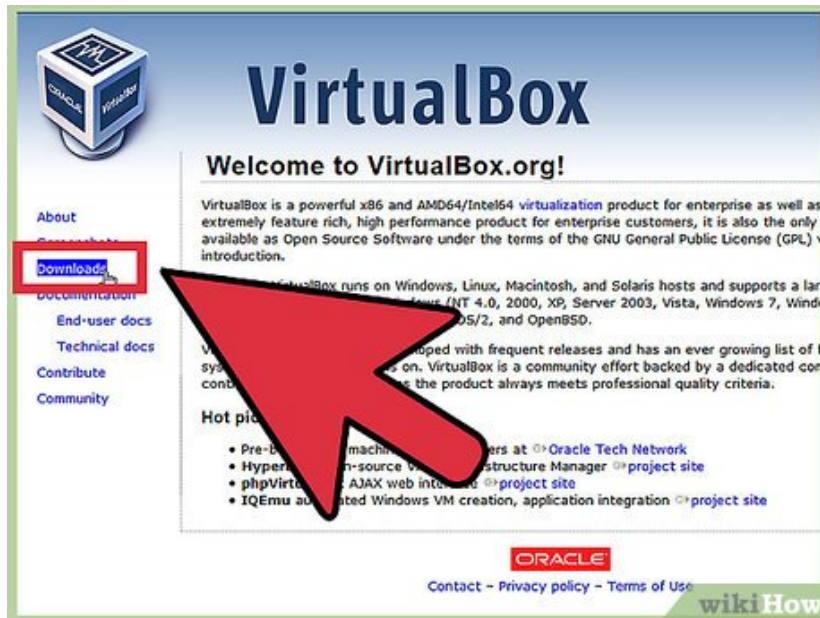 ORACLE
VirtualBox
VirtualBox
Welcome to VirtualBox.org!
About
Downloads
End-user docs
Technical docs
Contribute
Community
VirtualBox is a powerful x86 and AMD64/Intel64 virtualization product for enterprise as well as
extremely feature rich, high performance product for enterprise customers, it is also the only
available as Open Source Software under the terms of the GNU General Public License (GPL)
introduction.
VirtualBox runs on Windows, Linux, Macintosh, and Solaris hosts and supports a
(NT 4.0, 2000, XP, Server 2003, Vista, Windows 7,
OS/2, and OpenBSD.
with frequent releases and has an ever growing list of
on. VirtualBox is a community effort backed by a dedicated
the product always meets professional quality criteria.
Hot
at Oracle Tech Network
Manager project site
AJAX web project site
IQEmu Windows VM creation, application integration project site
ORACLE
Contact – Privacy policy – Terms of Use
wikiHow